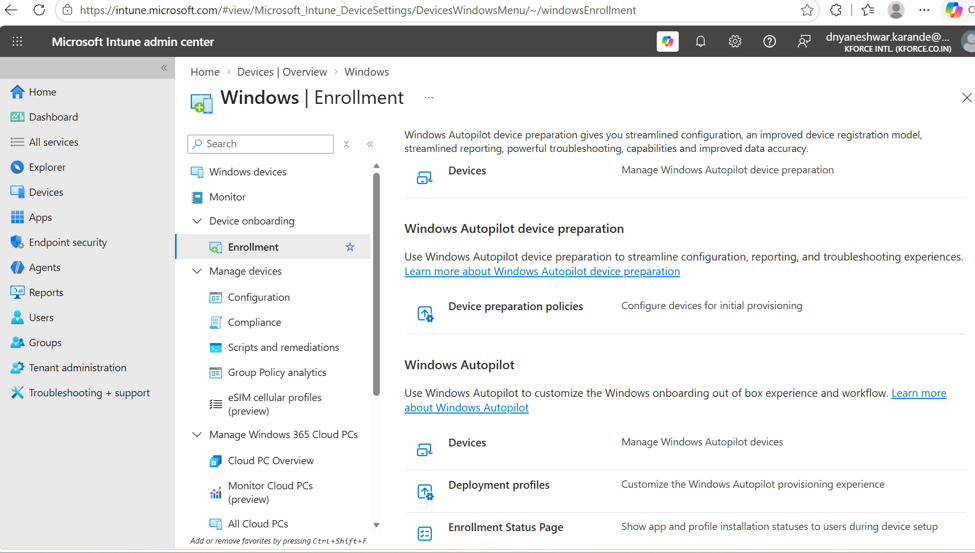 https://intune.microsoft.com/#view/Microsoft_Intune_DeviceSettings/DevicesWindowsMenu/~/windowsEnrollment
Microsoft Intune admin center
dnyaneshwar.karande@...
KFORCE INTL. (KFORCE.CO.IN)
Home
Dashboard
All services
Explorer
Devices
Apps
Endpoint security
Agents
Reports
Users
Groups
Tenant administration
Troubleshooting + support
Home > Devices | Overview > Windows
Windows | Enrollment ...
Search
Windows devices
Monitor
Device onboarding
Enrollment
Manage devices
Configuration
Compliance
Scripts and remediations
Group Policy analytics
eSIM cellular profiles
(preview)
Manage Windows 365 Cloud PCs
Cloud PC Overview
Monitor Cloud PCs
(preview)
All Cloud PCs
Add or remove favorites by pressing Ctrl+Shift+F
Windows Autopilot device preparation gives you streamlined configuration, an improved device registration model,
streamlined reporting, powerful troubleshooting, capabilities and improved data accuracy.
Devices Manage Windows Autopilot device preparation
Windows Autopilot device preparation
Use Windows Autopilot device preparation to streamline configuration, reporting, and troubleshooting experiences.
Learn more about Windows Autopilot device preparation
Device preparation policies Configure devices for initial provisioning
Windows Autopilot
Use Windows Autopilot to customize the Windows onboarding out of box experience and workflow. Learn more
about Windows Autopilot
Devices Manage Windows Autopilot devices
Deployment profiles Customize the Windows Autopilot provisioning experience
Enrollment Status Page Show app and profile installation statuses to users during device setup